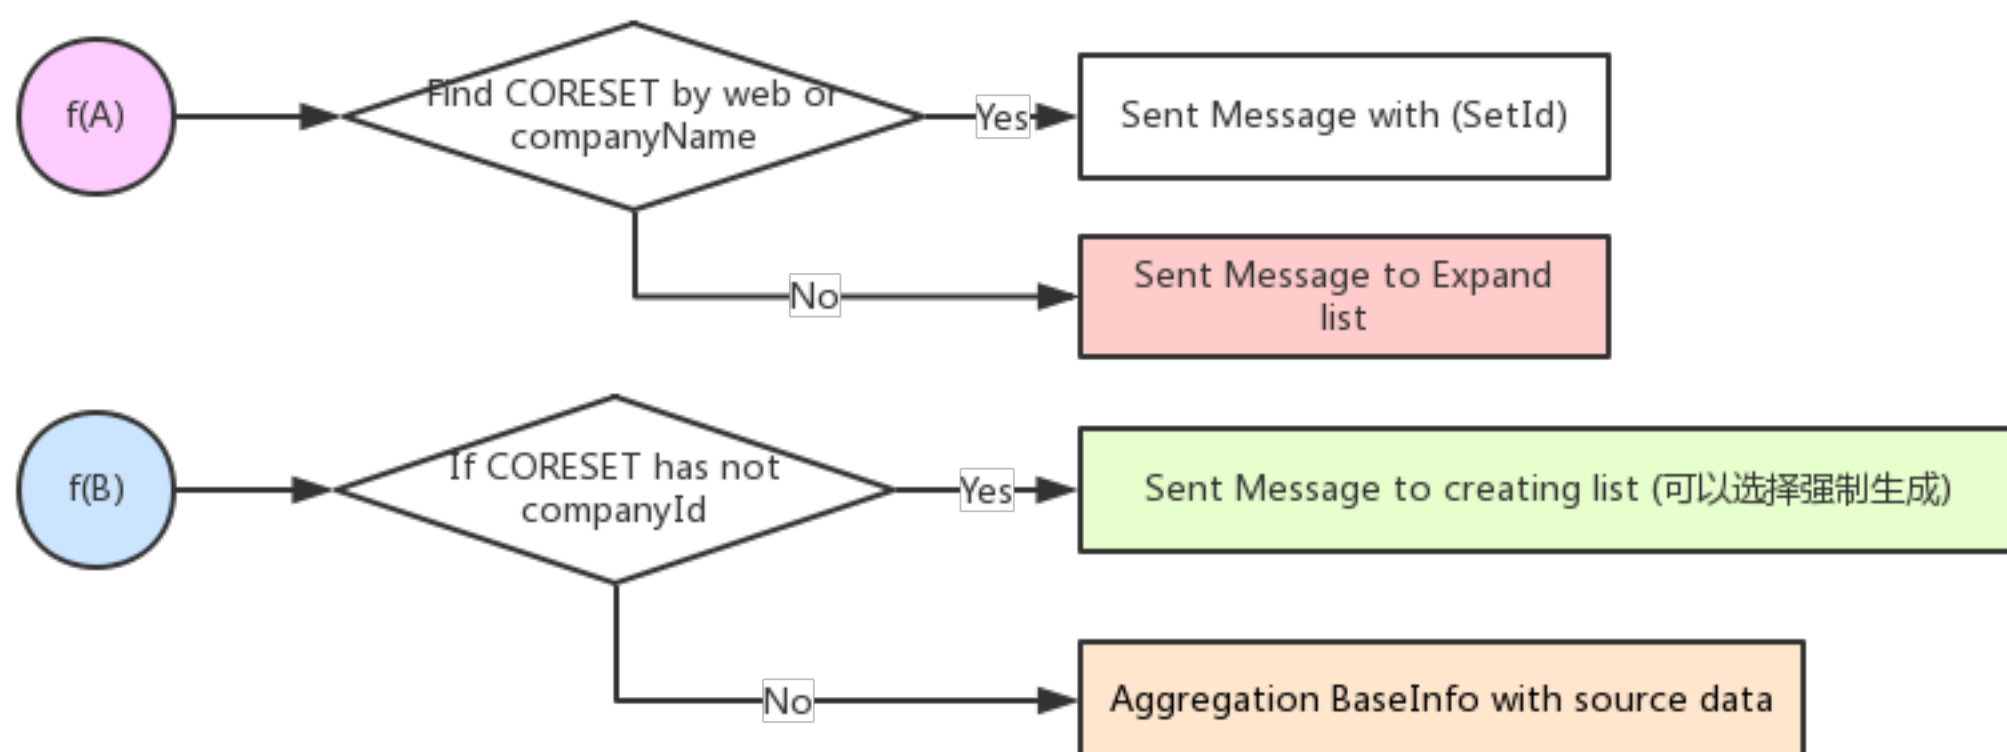 f(A)
Find CORESET by web or
companyName
Yes
Sent Message with (SetId)
No
Sent Message to Expand
list
f(B)
If CORESET has not
companyId
Yes
Sent Message to creating list (可以选择强制生成)
No
Aggregation BaseInfo with source data